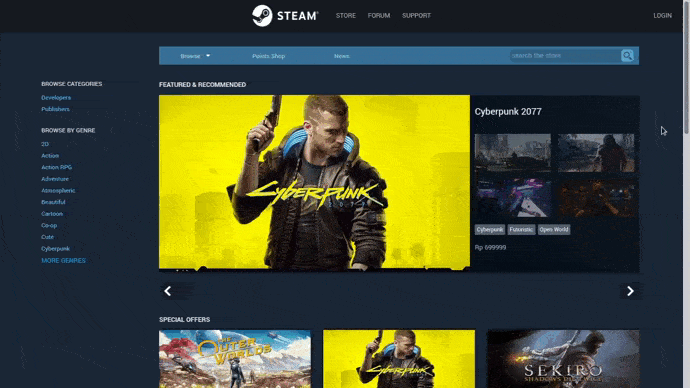 STEAM
STORE FORUM SUPPORT
LOGIN
Browse
Points Shop
News
search the store
BROWSE CATEGORIES
Developers
Publishers
BROWSE BY GENRE
2D
Action
Action RPG
Adventure
Atmospheric
Beautiful
Cartoon
Co-op
Cute
Cyberpunk
MORE GENRES
FEATURED & RECOMMENDED
Cyberpunk
2077
Cyberpunk 2077
Cyberpunk Futuristic Open World
Rp 699999
SPECIAL OFFERS
THE
OUTER
WORLDS
SEKIRO
SHADOWS DIE TWICE